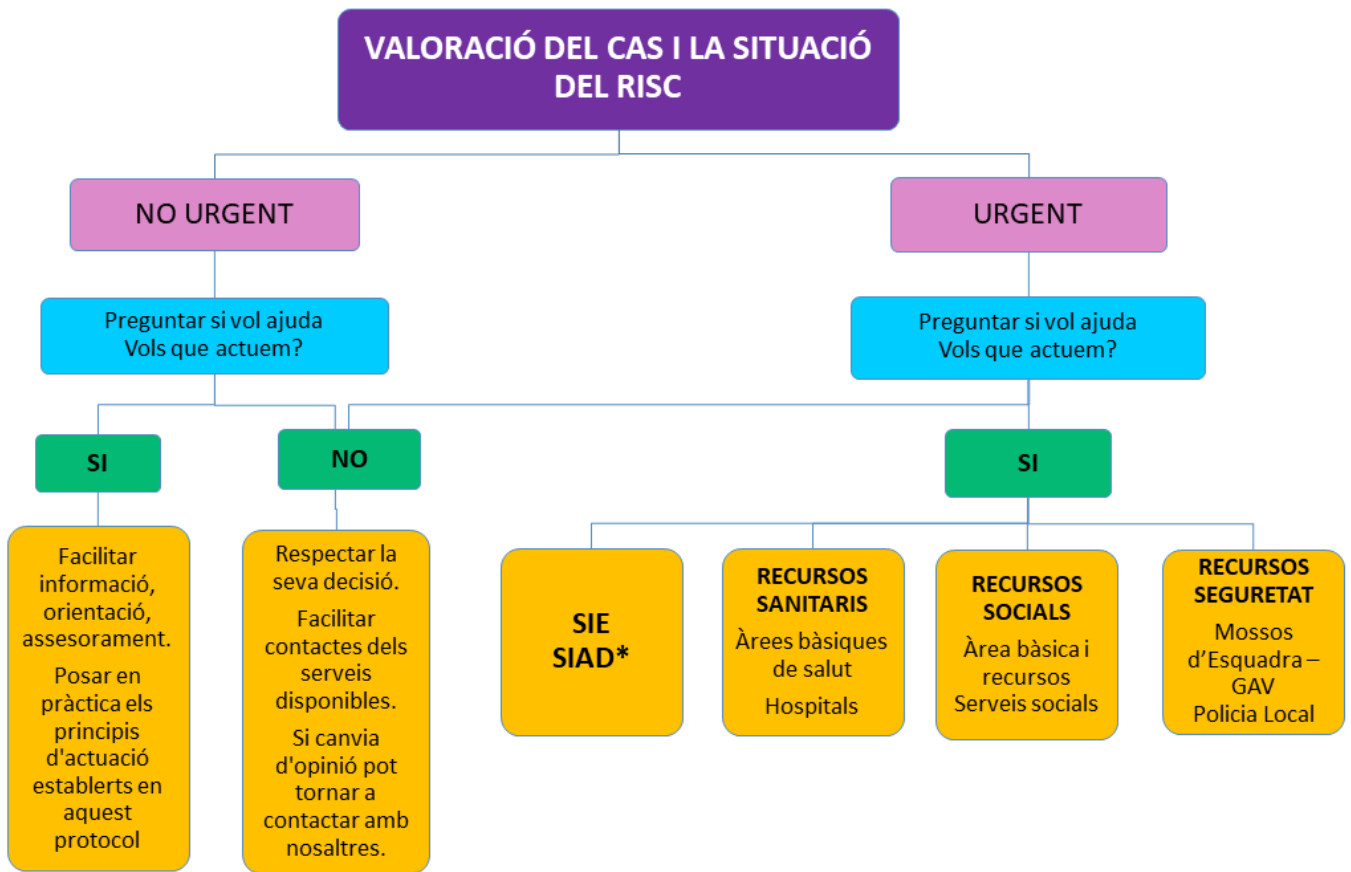 VALORACIÓ DEL CAS I LA SITUACIÓ
DEL RISC
NO URGENT
URGENT
Preguntar si vol ajuda
Vols que actuem?
Preguntar si vol ajuda
Vols que actuem?
SI
NO
SI
Facilitar
informació,
orientació,
assesorament.
Posar en
pràctica els
principis
d'actuació
establerts en
aquest
protocol
Respectar la
seva decisió.
Facilitar
contactes dels
serveis
disponibles.
Si canvia
d'opinió pot
tornar a
contactar amb
nosaltres.
SIE
SIAD*
RECURSOS
SANITARIS
Àrees bàsiques
de salut
Hospitals
RECURSOS
SOCIALS
Àrea bàsica i
recursos
Serveis socials
RECURSOS
SEGURETAT
Mossos
d’Esquadra –
GAV
Policia Local